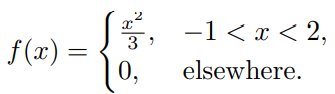 f(x) = { x²/3, −1 < x < 2,
0, elsewhere.